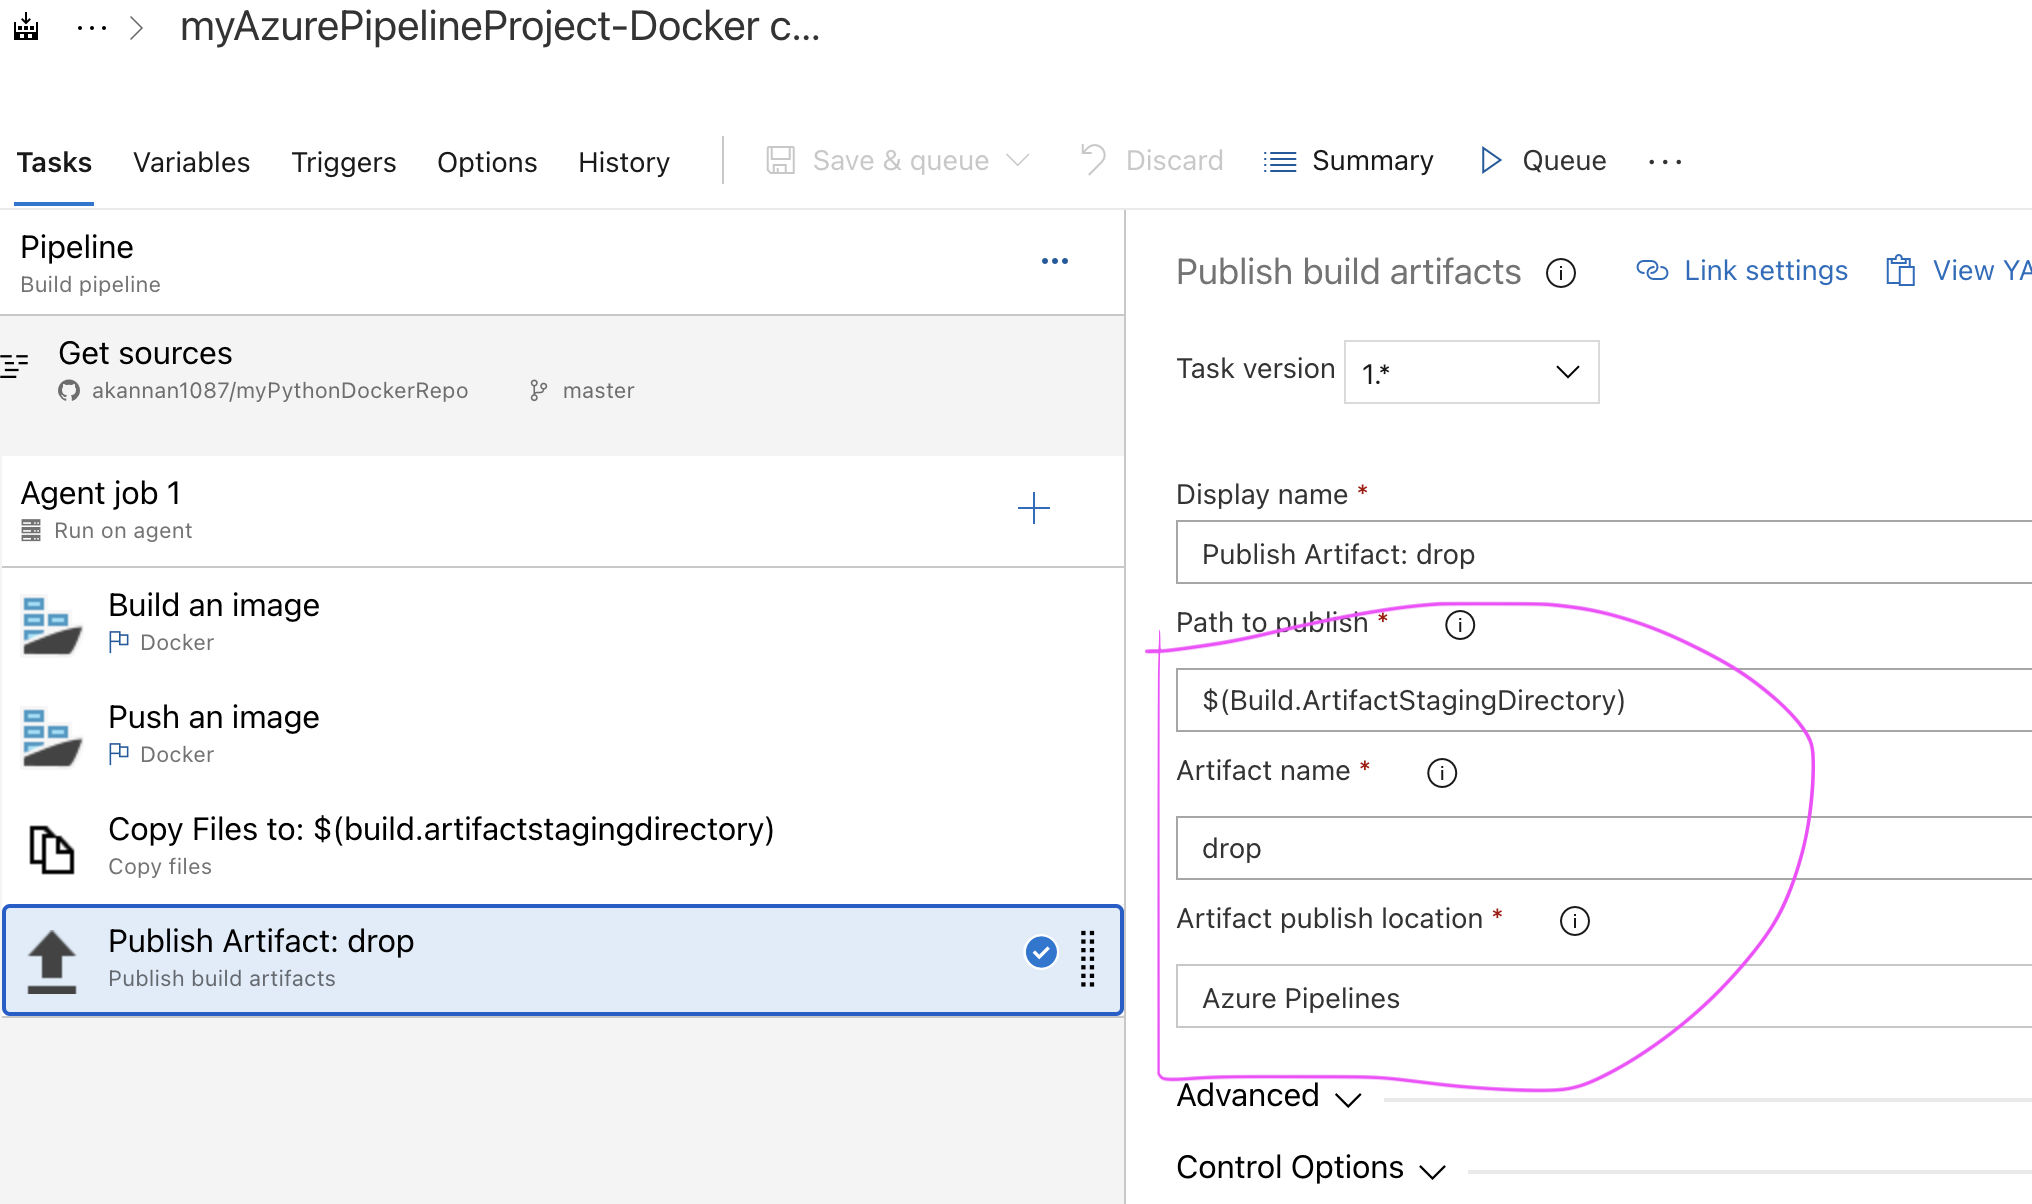 myAzurePipelineProject-Docker c...
Tasks Variables Triggers Options History Save & queue Discard Summary Queue
Pipeline
Build pipeline
Get sources
akannan1087/myPythonDockerRepo master
Agent job 1
Run on agent
Build an image
Docker
Push an image
Docker
Copy Files to: $(build.artifactstagingdirectory)
Copy files
Publish Artifact: drop
Publish build artifacts
Publish build artifacts Link settings View YA
Task version 1.*
Display name *
Publish Artifact: drop
Path to publish *
$(Build.ArtifactStagingDirectory)
Artifact name *
drop
Artifact publish location *
Azure Pipelines
Advanced
Control Options